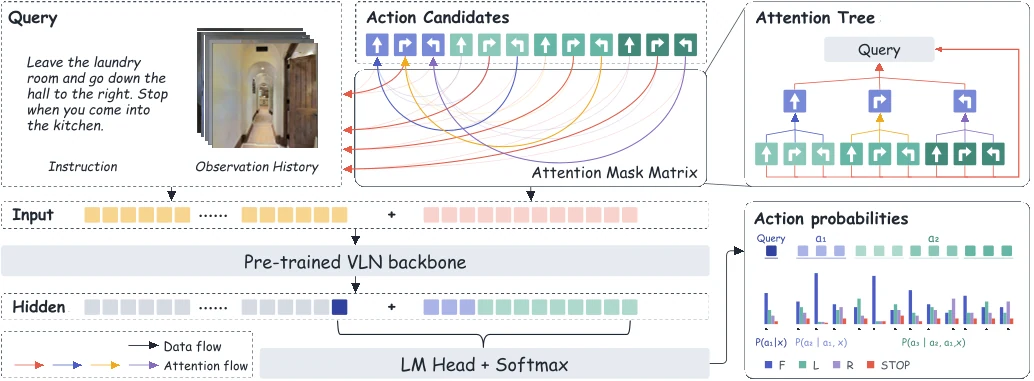 Query
Leave the laundry
room and go down the
hall to the right. Stop
when you come into
the kitchen.
Instruction
Observation History
Action Candidates
Attention Mask Matrix
Attention Tree
Query
Input
......
+
Pre-trained VLN backbone
Hidden
......
+
Data flow
Attention flow
LM Head + Softmax
Action probabilities
Query
a₁
a₂
P(a₁|x)
P(a₂ | a₁, x)
P(a₃ | a₂, a₁,x)
F
L
R
STOP